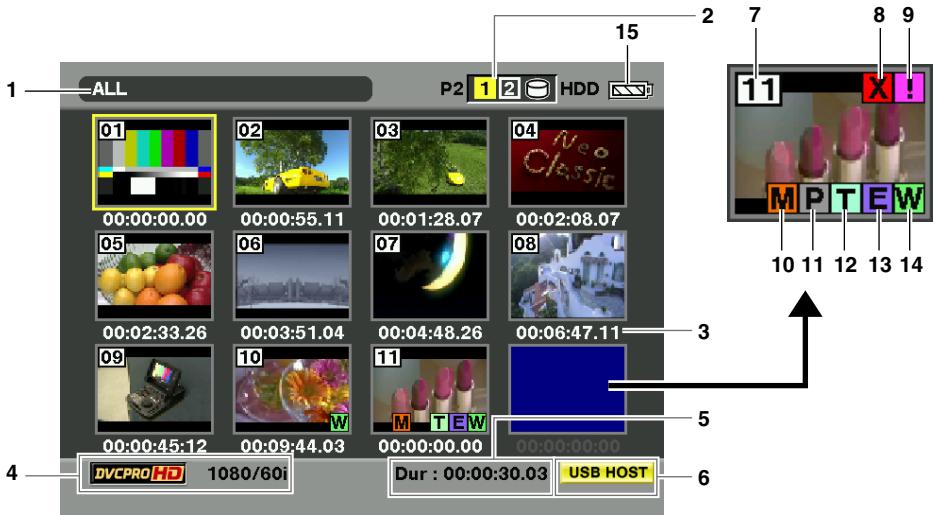 2
15
7
8
9
1
ALL
P2 1 2 HDD
11
X !
M P T E W
10 11 12 13 14
01
02
03
04
Neo
Classic
00:00:00.00 00:00:55.11 00:01:28.07 00:02:08.07
05
06
07
08
00:02:33.26 00:03:51.04 00:04:48.26 00:06:47.11
3
09
10
11
W
M T E W
5
00:00:45:12 00:09:44.03 00:00:00.00 00:00:00:00
4
DVCPRO HD 1080/60i Dur : 00:00:30.03 USB HOST
6